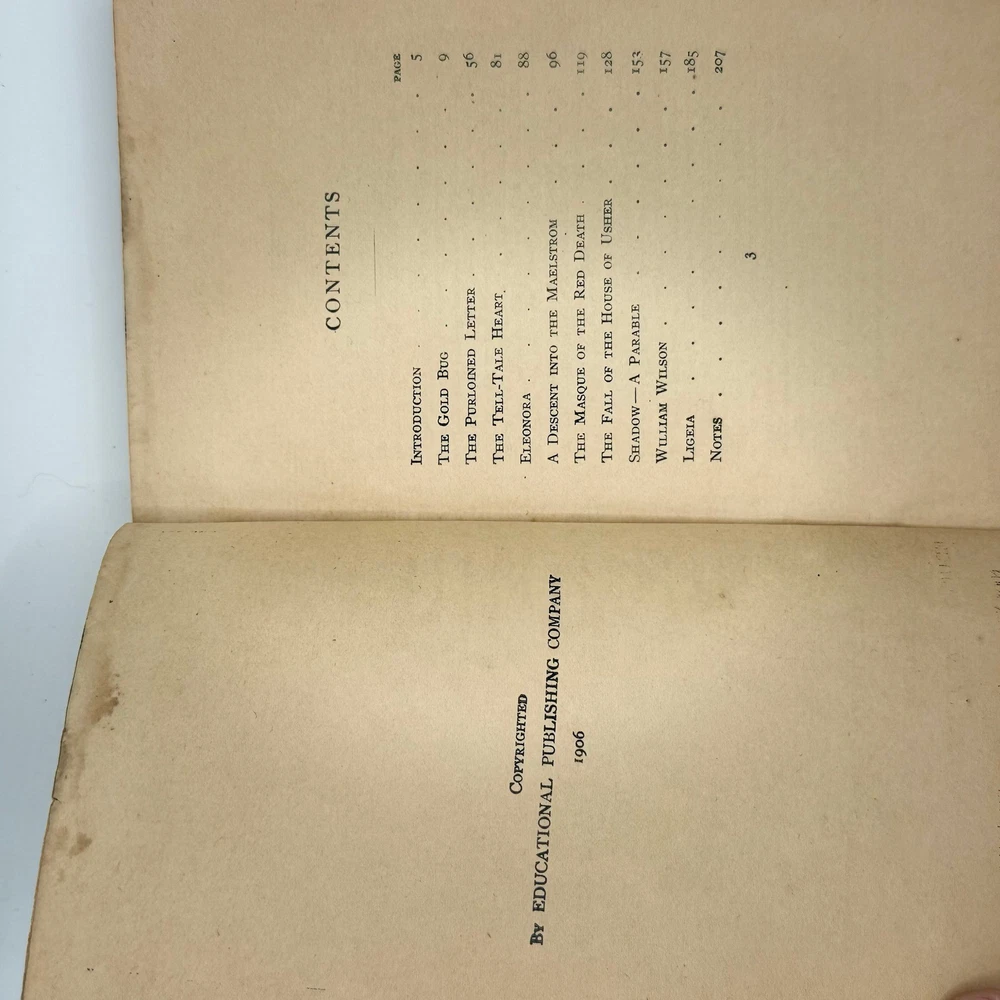 COPYRIGHTED
BY EDUCATIONAL PUBLISHING COMPANY
1906
CONTENTS
PAGE
INTRODUCTION . . . . . . 5
THE GOLD BUG . . . . . . 9
THE PURLOINED LETTER . . . . . 56
THE TELL-TALE HEART . . . . . 81
ELEONORA . . . . . . . 88
A DESCENT INTO THE MAELSTROM . . . 96
THE MASQUE OF THE RED DEATH . . . . 119
THE FALL OF THE HOUSE OF USHER . . . 128
SHADOW—A PARABLE . . . . . 153
WILLIAM WILSON . . . . . . 157
LIGEIA . . . . . . . . 185
NOTES . . . . . . . . 207
3